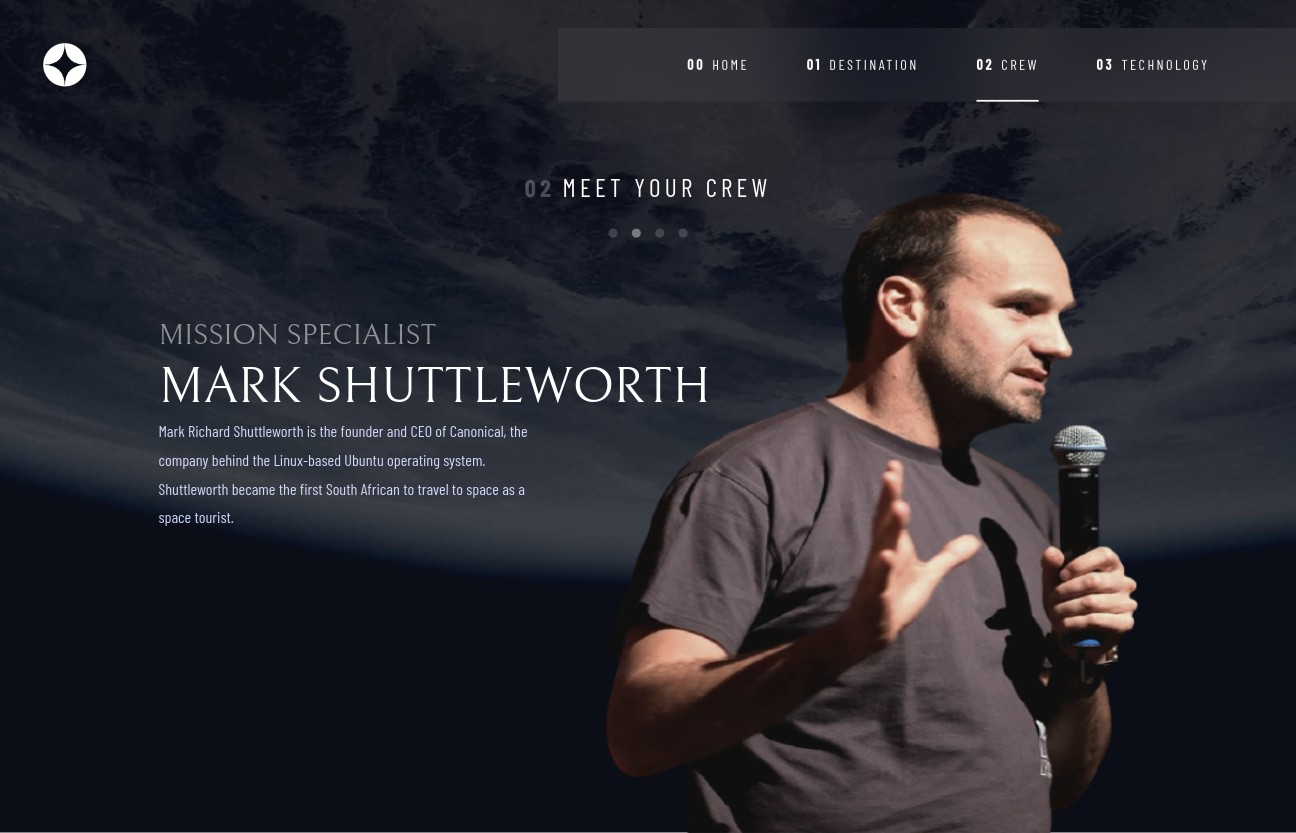 00 HOME
01 DESTINATION
02 CREW
03 TECHNOLOGY
02 MEET YOUR CREW
MISSION SPECIALIST
MARK SHUTTLEWORTH
Mark Richard Shuttleworth is the founder and CEO of Canonical, the
company behind the Linux-based Ubuntu operating system.
Shuttleworth became the first South African to travel to space as a
space tourist.